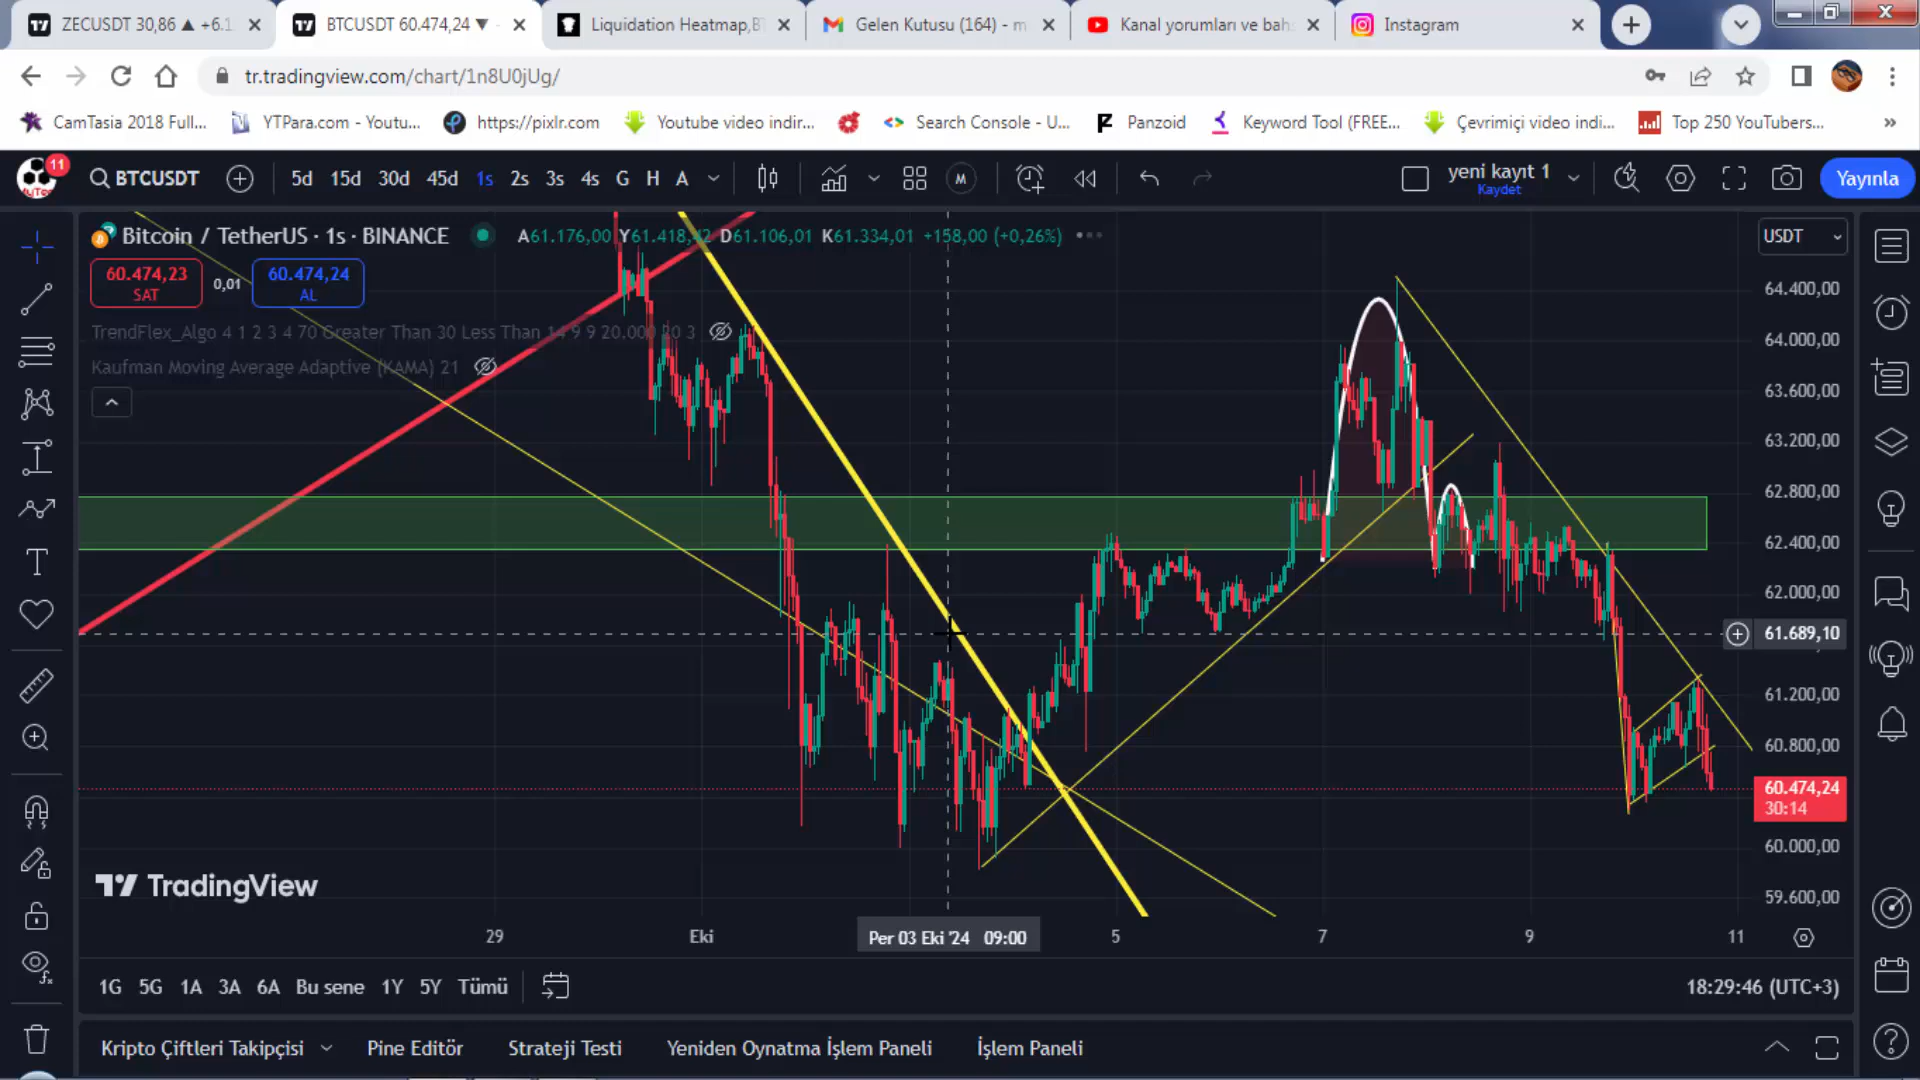 ZECUSDT 30,86 ▲ +6.1
BTCUSDT 60.474,24 ▼
Liquidation Heatmap,B
Gelen Kutusu (164) - m
Kanal yorumları ve bahs
Instagram
tr.tradingview.com/chart/1n8U0jUg/
CamTasia 2018 Full...
YTPara.com - Youtu...
https://pixlr.com
Youtube video indir...
Search Console - U...
Panzoid
Keyword Tool (FREE...
Çevrimiçi video indi...
Top 250 YouTubers...
»
11
BTCUSDT
5d 15d 30d 45d 1s 2s 3s 4s G H A
M
yeni kayıt 1
Kaydet
Yayınla
Bitcoin / TetherUS · 1s · BINANCE
A61.176,00 Y61.418,42 D61.106,01 K61.334,01 +158,00 (+0,26%)
USDT
60.474,23
SAT
0,01
60.474,24
AL
TrendFlex_Algo 4 1 2 3 4 70 Greater Than 30 Less Than 14 9 9 20.000 20 3
Kaufman Moving Average Adaptive (KAMA) 21
64.400,00
64.000,00
63.600,00
63.200,00
62.800,00
62.400,00
62.000,00
61.689,10
61.200,00
60.800,00
60.474,24
30:14
60.000,00
59.600,00
TradingView
29 Eki Per 03 Eki '24 09:00 5 7 9 11
1G 5G 1A 3A 6A Bu sene 1Y 5Y Tümü
18:29:46 (UTC+3)
Kripto Çiftleri Takipçisi
Pine Editör
Strateji Testi
Yeniden Oynatma İşlem Paneli
İşlem Paneli